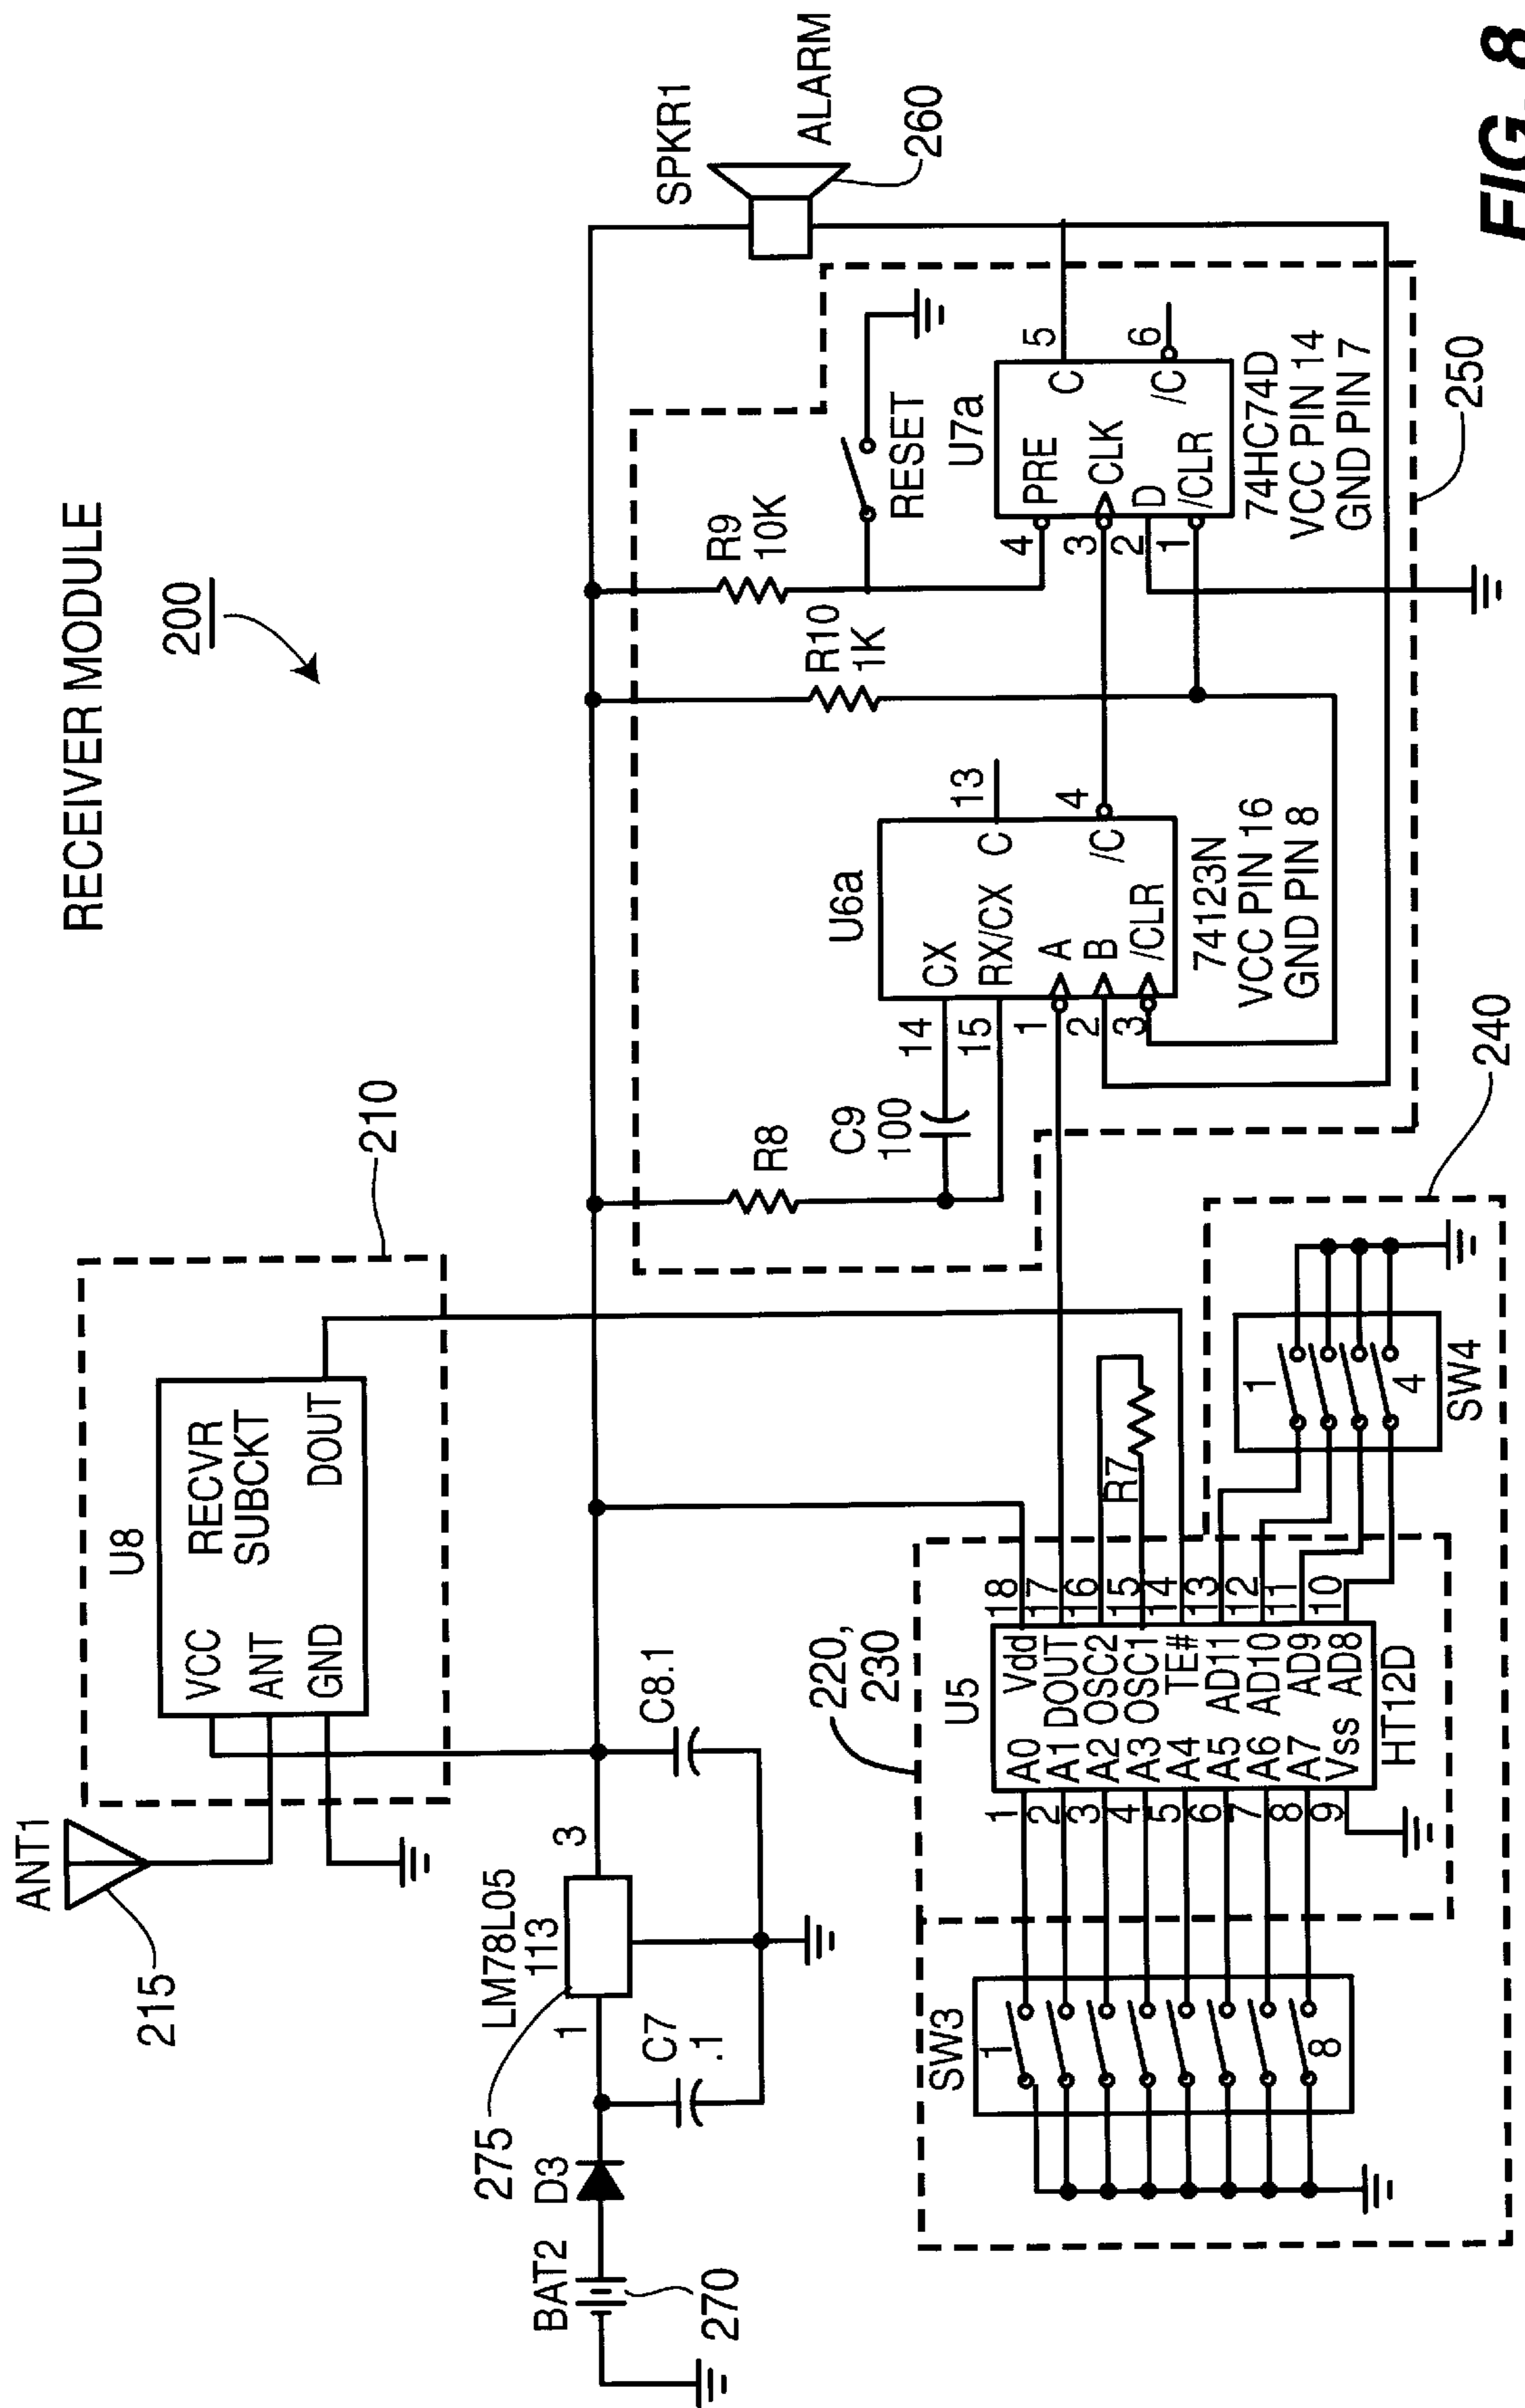 RECEIVER MODULE
200
ANT1
215
U8
RECVR
SUBCKT
VCC
ANT
GND
DOUT
210
BAT2
270
D3
275
LM78L05
113
1
3
C7
.1
C8.1
SPKR1
ALARM
260
R8
C9
100
U6a
14
15
1
2
3
CX
RX/CX
A
B
/CLR
C
/C
13
4
74123N
VCC PIN 16
GND PIN 8
R10
1K
R9
10K
RESET
U7a
4
3
2
1
PRE
CLK
D
/CLR
C
/C
5
6
74HC74D
VCC PIN 14
GND PIN 7
250
220,
230
U5
SW3
1
8
1
2
3
4
5
6
7
8
9
A0 Vdd
A1 DOUT
A2 OSC2
A3 OSC1
A4 TE#
A5 AD11
A6 AD10
A7 AD9
Vss AD8
18
17
16
15
14
13
12
11
10
HT12D
R7
1
4
SW4
240
FIG. 8